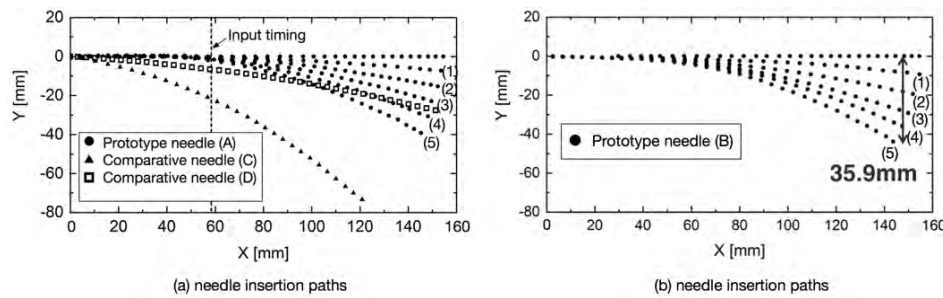 20
0
-20
-40
-60
-80
Y [mm]
Input timing
(1)
(2)
(3)
(4)
(5)
Prototype needle (A)
Comparative needle (C)
Comparative needle (D)
0 20 40 60 80 100 120 140 160
X [mm]
(a) needle insertion paths
20
0
-20
-40
-60
-80
Y [mm]
(1)
(2)
(3)
(4)
(5)
Prototype needle (B)
35.9mm
0 20 40 60 80 100 120 140 160
X [mm]
(b) needle insertion paths